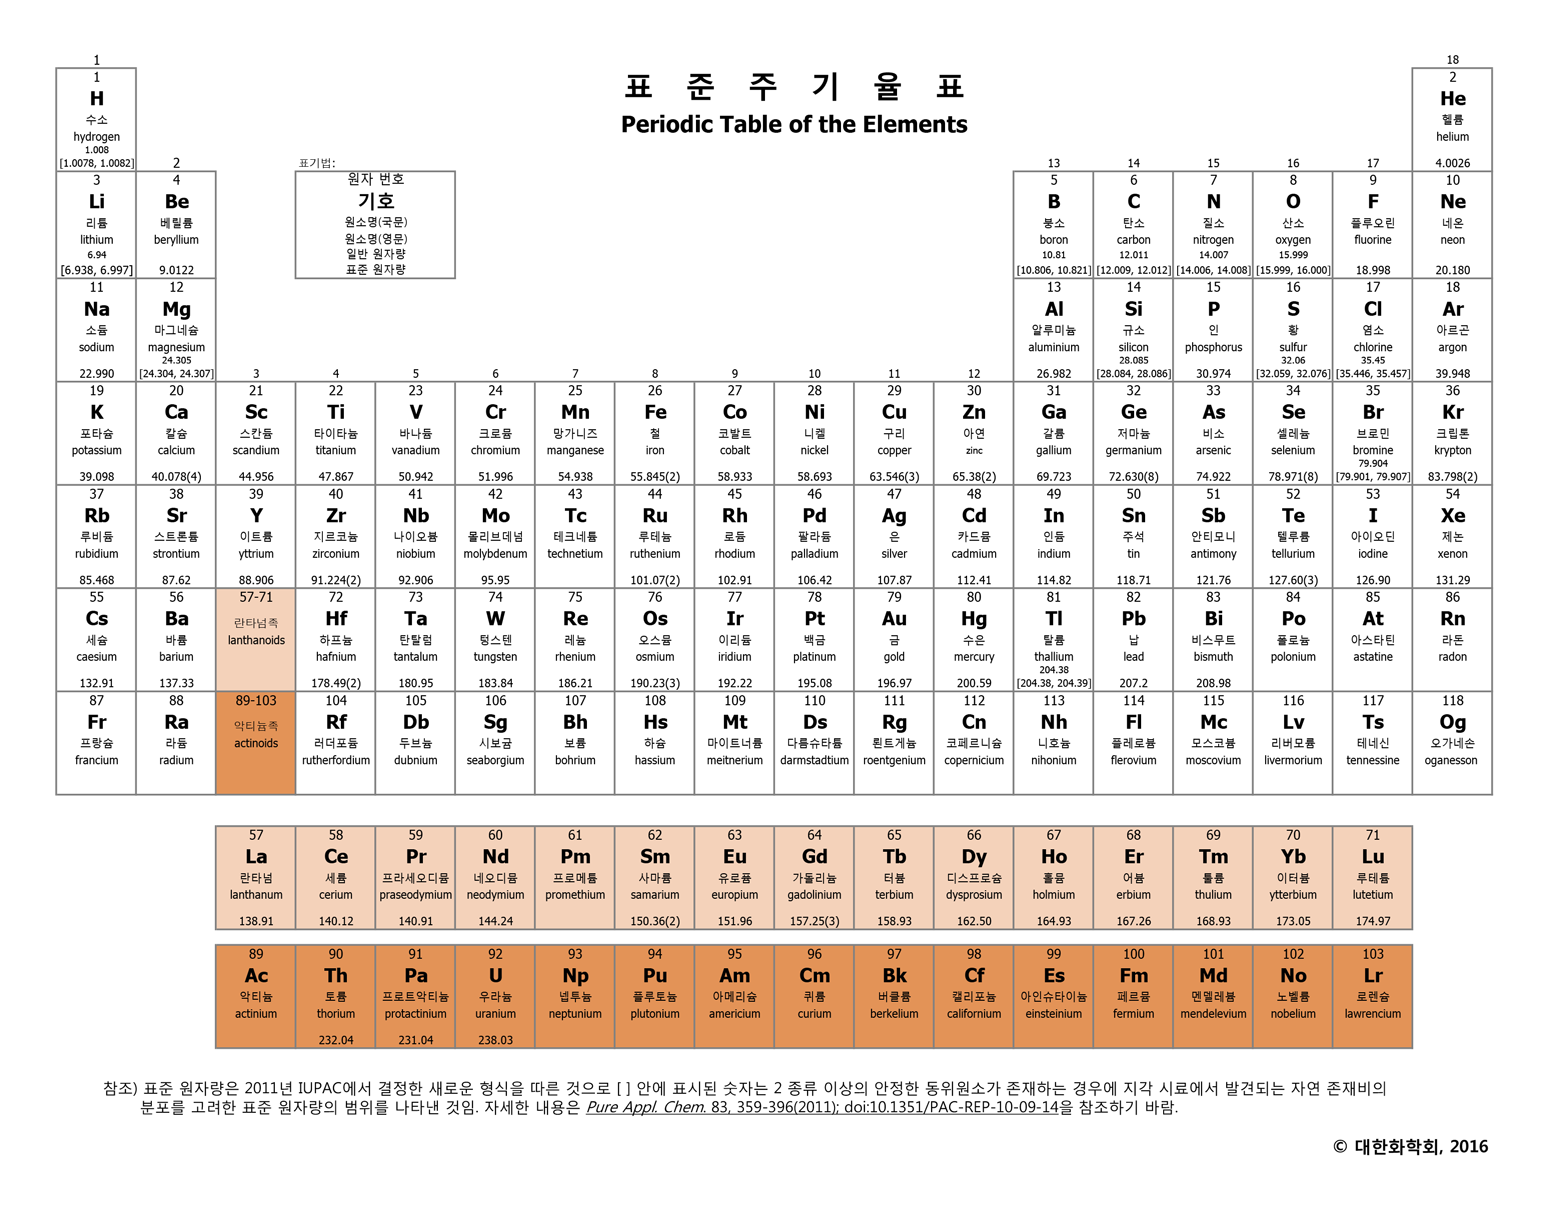 표 준 주 기 율 표
Periodic Table of the Elements
1 18
1 2
H He
수소 헬륨
hydrogen helium
1.008
[1.0078, 1.0082] 2 표기법: 13 14 15 16 17 4.0026
3 4 원자 번호 5 6 7 8 9 10
Li Be 기호 B C N O F Ne
리튬 베릴륨 원소명(국문) 붕소 탄소 질소 산소 플루오린 네온
lithium beryllium 원소명(영문) boron carbon nitrogen oxygen fluorine neon
6.94 일반 원자량 10.81 12.011 14.007 15.999
[6.938, 6.997] 9.0122 표준 원자량 [10.806, 10.821] [12.009, 12.012] [14.006, 14.008] [15.999, 16.000] 18.998 20.180
11 12 13 14 15 16 17 18
Na Mg Al Si P S Cl Ar
소듐 마그네슘 알루미늄 규소 인 황 염소 아르곤
sodium magnesium aluminium silicon phosphorus sulfur chlorine argon
24.305 28.085 32.06 35.45
22.990 [24.304, 24.307] 3 4 5 6 7 8 9 10 11 12 26.982 [28.084, 28.086] 30.974 [32.059, 32.076] [35.446, 35.457] 39.948
19 20 21 22 23 24 25 26 27 28 29 30 31 32 33 34 35 36
K Ca Sc Ti V Cr Mn Fe Co Ni Cu Zn Ga Ge As Se Br Kr
포타슘 칼슘 스칸듐 타이타늄 바나듐 크로뮴 망가니즈 철 코발트 니켈 구리 아연 갈륨 저마늄 비소 셀레늄 브로민 크립톤
potassium calcium scandium titanium vanadium chromium manganese iron cobalt nickel copper zinc gallium germanium arsenic selenium bromine krypton
79.904
39.098 40.078(4) 44.956 47.867 50.942 51.996 54.938 55.845(2) 58.933 58.693 63.546(3) 65.38(2) 69.723 72.630(8) 74.922 78.971(8) [79.901, 79.907] 83.798(2)
37 38 39 40 41 42 43 44 45 46 47 48 49 50 51 52 53 54
Rb Sr Y Zr Nb Mo Tc Ru Rh Pd Ag Cd In Sn Sb Te I Xe
루비듐 스트론튬 이트륨 지르코늄 나이오븀 몰리브데넘 테크네튬 루테늄 로듐 팔라듐 은 카드뮴 인듐 주석 안티모니 텔루륨 아이오딘 제논
rubidium strontium yttrium zirconium niobium molybdenum technetium ruthenium rhodium palladium silver cadmium indium tin antimony tellurium iodine xenon
85.468 87.62 88.906 91.224(2) 92.906 95.95 101.07(2) 102.91 106.42 107.87 112.41 114.82 118.71 121.76 127.60(3) 126.90 131.29
55 56 57-71 72 73 74 75 76 77 78 79 80 81 82 83 84 85 86
Cs Ba Hf Ta W Re Os Ir Pt Au Hg Tl Pb Bi Po At Rn
세슘 바륨 란타넘족 하프늄 탄탈럼 텅스텐 레늄 오스뮴 이리듐 백금 금 수은 탈륨 납 비스무트 폴로늄 아스타틴 라돈
caesium barium lanthanoids hafnium tantalum tungsten rhenium osmium iridium platinum gold mercury thallium lead bismuth polonium astatine radon
204.38
132.91 137.33 178.49(2) 180.95 183.84 186.21 190.23(3) 192.22 195.08 196.97 200.59 [204.38, 204.39] 207.2 208.98
87 88 89-103 104 105 106 107 108 109 110 111 112 113 114 115 116 117 118
Fr Ra Rf Db Sg Bh Hs Mt Ds Rg Cn Nh Fl Mc Lv Ts Og
프랑슘 라듐 악티늄족 러더포듐 두브늄 시보귬 보륨 하슘 마이트너륨 다름슈타튬 뢴트게늄 코페르니슘 니호늄 플레로븀 모스코븀 리버모륨 테네신 오가네손
francium radium actinoids rutherfordium dubnium seaborgium bohrium hassium meitnerium darmstadtium roentgenium copernicium nihonium flerovium moscovium livermorium tennessine oganesson
57 58 59 60 61 62 63 64 65 66 67 68 69 70 71
La Ce Pr Nd Pm Sm Eu Gd Tb Dy Ho Er Tm Yb Lu
란타넘 세륨 프라세오디뮴 네오디뮴 프로메튬 사마륨 유로퓸 가돌리늄 터븀 디스프로슘 홀뮴 어븀 툴륨 이터븀 루테튬
lanthanum cerium praseodymium neodymium promethium samarium europium gadolinium terbium dysprosium holmium erbium thulium ytterbium lutetium
138.91 140.12 140.91 144.24 150.36(2) 151.96 157.25(3) 158.93 162.50 164.93 167.26 168.93 173.05 174.97
89 90 91 92 93 94 95 96 97 98 99 100 101 102 103
Ac Th Pa U Np Pu Am Cm Bk Cf Es Fm Md No Lr
악티늄 토륨 프로트악티늄 우라늄 넵투늄 플루토늄 아메리슘 퀴륨 버클륨 캘리포늄 아인슈타이늄 페르뮴 멘델레븀 노벨륨 로렌슘
actinium thorium protactinium uranium neptunium plutonium americium curium berkelium californium einsteinium fermium mendelevium nobelium lawrencium
232.04 231.04 238.03
참조) 표준 원자량은 2011년 IUPAC에서 결정한 새로운 형식을 따른 것으로 [ ] 안에 표시된 숫자는 2 종류 이상의 안정한 동위원소가 존재하는 경우에 지각 시료에서 발견되는 자연 존재비의
분포를 고려한 표준 원자량의 범위를 나타낸 것임. 자세한 내용은 Pure Appl. Chem. 83, 359-396(2011); doi:10.1351/PAC-REP-10-09-14을 참조하기 바람.
© 대한화학회, 2016